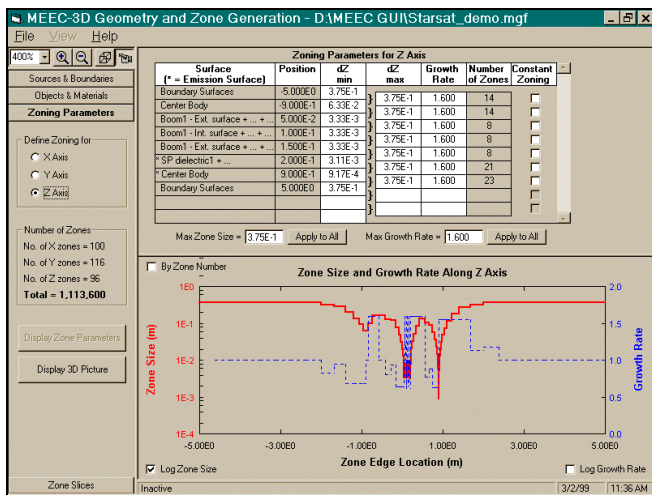 MEEC-3D Geometry and Zone Generation - D:\MEEC GUI\Starsat_demo.mgf
File View Help
400%
Sources & Boundaries
Objects & Materials
Zoning Parameters
Define Zoning for
X Axis
Y Axis
Z Axis
Number of Zones
No. of X zones = 100
No. of Y zones = 116
No. of Z zones = 96
Total = 1,113,600
Display Zone Parameters
Display 3D Picture
Zone Slices
Zoning Parameters for Z Axis
Surface (* = Emission Surface) Position dZ min dZ max Growth Rate Number of Zones Constant Zoning
Boundary Surfaces -5.000E0 3.75E-1
} 3.75E-1 1.600 14
Center Body -9.000E-1 6.33E-2
} 3.75E-1 1.600 14
Boom1 - Ext. surface + ... + ... 5.000E-2 3.33E-3
} 3.75E-1 1.600 8
Boom1 - Int. surface + ... + ... 1.000E-1 3.33E-3
} 3.75E-1 1.600 8
Boom1 - Ext. surface + ... + ... 1.500E-1 3.33E-3
} 3.75E-1 1.600 8
* SP dielectric1 + ... 2.000E-1 3.11E-3
} 3.75E-1 1.600 21
* Center Body 9.000E-1 9.17E-4
} 3.75E-1 1.600 23
Boundary Surfaces 5.000E0 3.75E-1
}
}
Max Zone Size = 3.75E-1 Apply to All Max Growth Rate = 1.600 Apply to All
By Zone Number
Zone Size and Growth Rate Along Z Axis
Zone Size (m)
1E0
1E-1
1E-2
1E-3
1E-4
2.0
1.5
1.0
0.5
0.0
Growth Rate
-5.00E0 -3.00E0 -1.00E0 1.00E0 3.00E0 5.00E0
Zone Edge Location (m)
Log Zone Size
Log Growth Rate
Inactive 3/2/99 11:36 AM